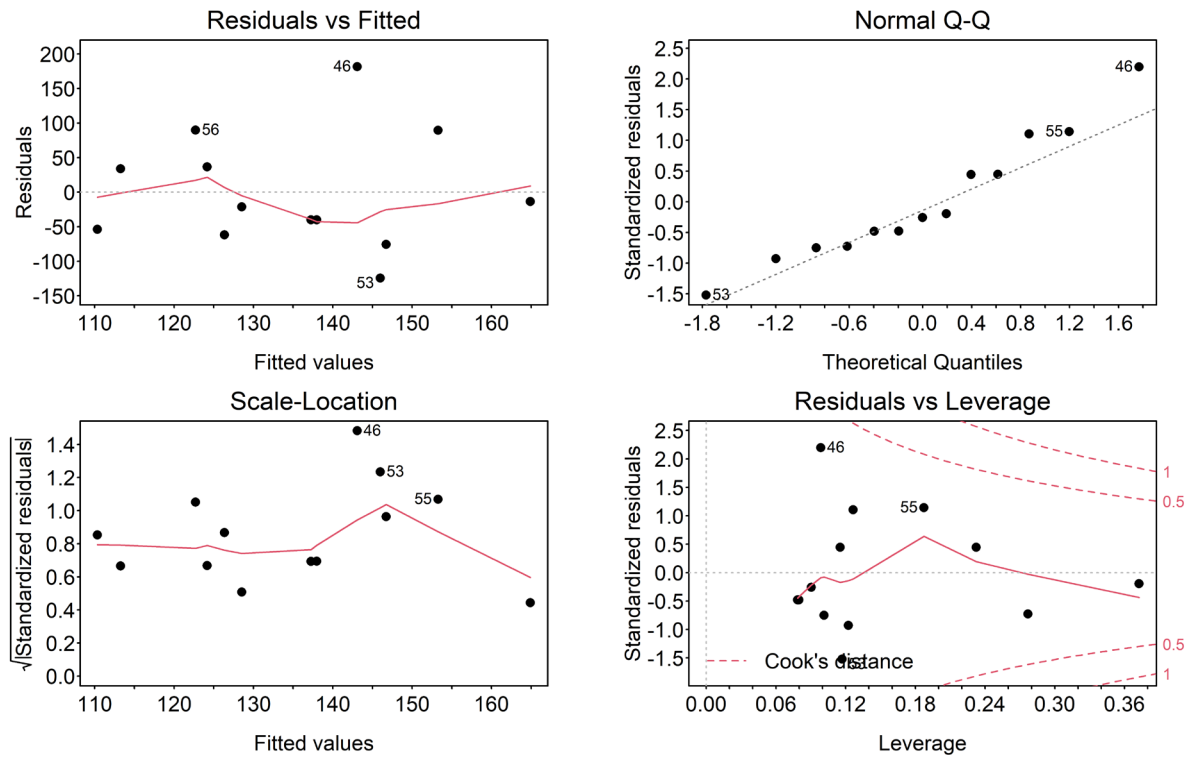 Residuals vs Fitted
Residuals
200
150
100
50
0
-50
-100
-150
46
56
53
110 120 130 140 150 160
Fitted values
Normal Q-Q
Standardized residuals
2.5
2.0
1.5
1.0
0.5
0.0
-0.5
-1.0
-1.5
46
55
53
-1.8 -1.2 -0.6 0.0 0.4 0.8 1.2 1.6
Theoretical Quantiles
Scale-Location
√|Standardized residuals|
1.4
1.2
1.0
0.8
0.6
0.4
0.2
0.0
46
53
55
110 120 130 140 150 160
Fitted values
Residuals vs Leverage
Standardized residuals
2.5
2.0
1.5
1.0
0.5
0.0
-0.5
-1.0
-1.5
46
55
1
0.5
0.5
1
Cook's distance
0.00 0.06 0.12 0.18 0.24 0.30 0.36
Leverage